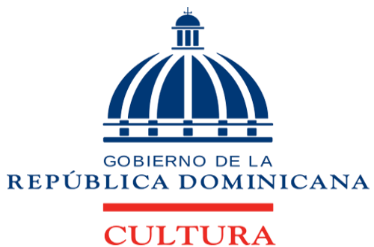 GOBIERNO DE LA
REPÚBLICA DOMINICANA
CULTURA